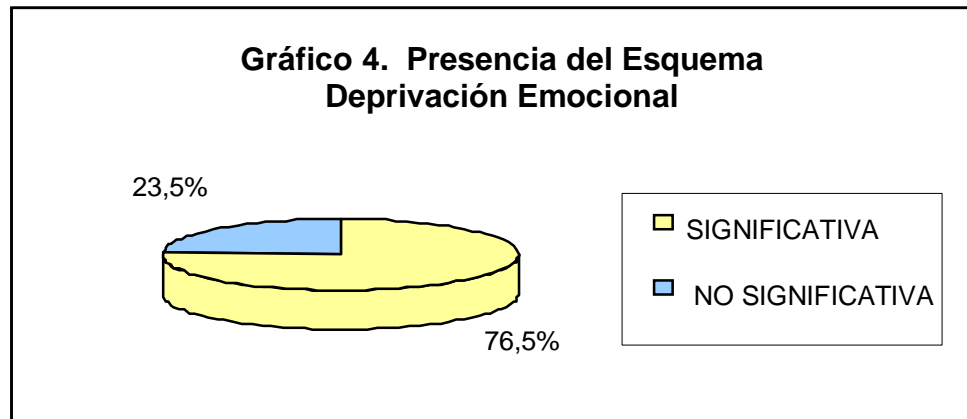 Gráfico 4. Presencia del Esquema
Deprivación Emocional
23,5%
76,5%
SIGNIFICATIVA
NO SIGNIFICATIVA